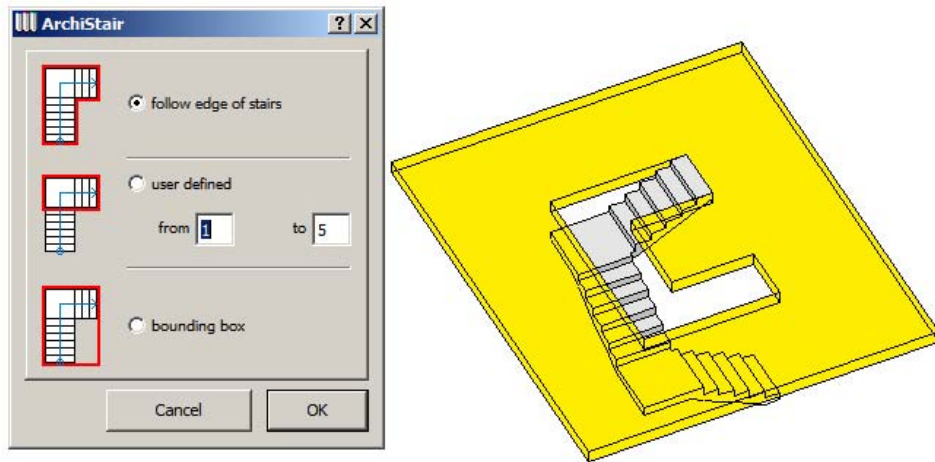 ArchiStair
follow edge of stairs
user defined
from 1 to 5
bounding box
Cancel OK